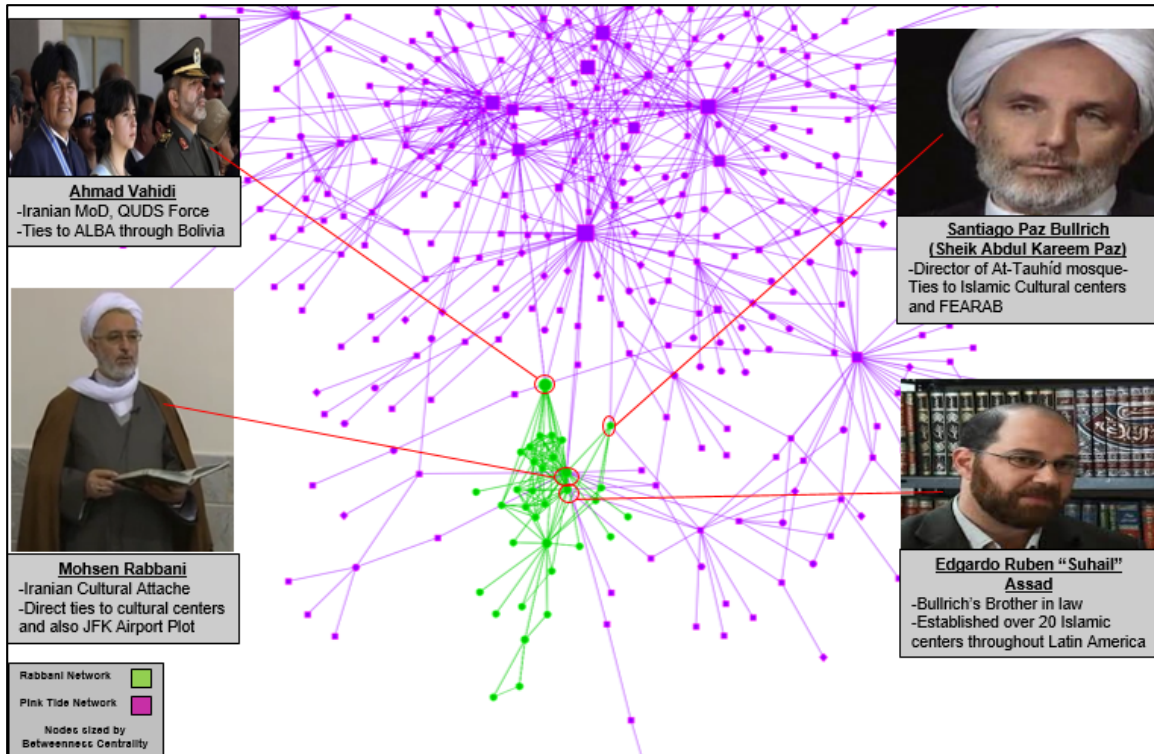 Ahmad Vahidi
-Iranian MoD, QUDS Force
-Ties to ALBA through Bolivia
Mohsen Rabbani
-Iranian Cultural Attache
-Direct ties to cultural centers
and also JFK Airport Plot
Rabbani Network
Pink Tide Network
Nodes sized by
Betweenness Centrality
Santiago Paz Bullrich
(Sheik Abdul Kareem Paz)
-Director of At-Tauhíd mosque-
Ties to Islamic Cultural centers
and FEARAB
Edgardo Ruben “Suhail”
Assad
-Bullrich's Brother in law
-Established over 20 Islamic
centers throughout Latin America